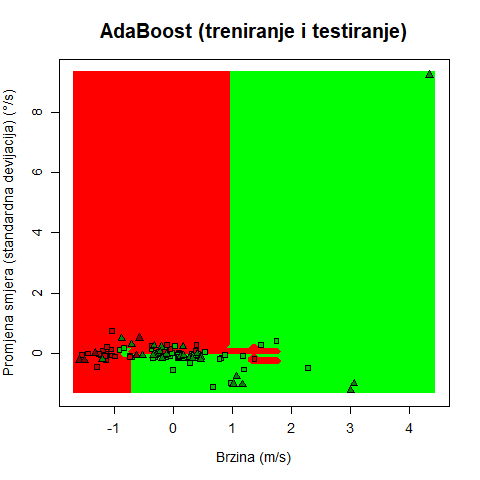 AdaBoost (treniranje i testiranje)
Promjena smjera (standardna devijacija) (°/s)
8
6
4
2
0
-1 0 1 2 3 4
Brzina (m/s)